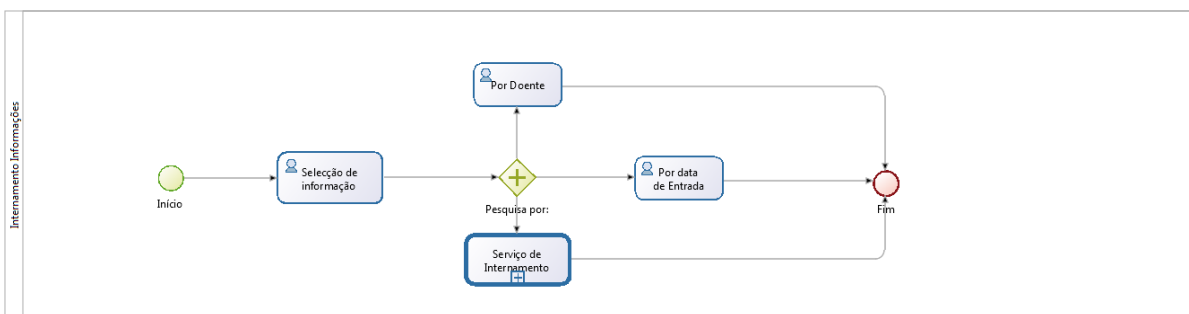 Internamento Informações
Início
Selecção de
informação
Pesquisa por:
Por Doente
Por data
de Entrada
Serviço de
Internamento
Fim